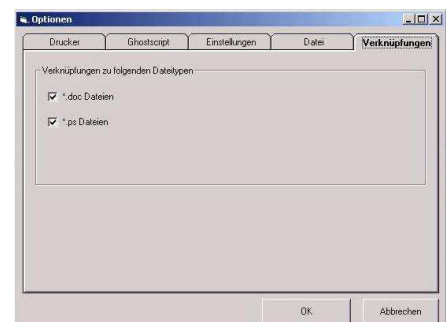 Optionen
Drucker Ghostscript Einstellungen Datei Verknüpfungen
Verknüpfungen zu folgenden Dateitypen
*.doc Dateien
*.ps Dateien
OK Abbrechen